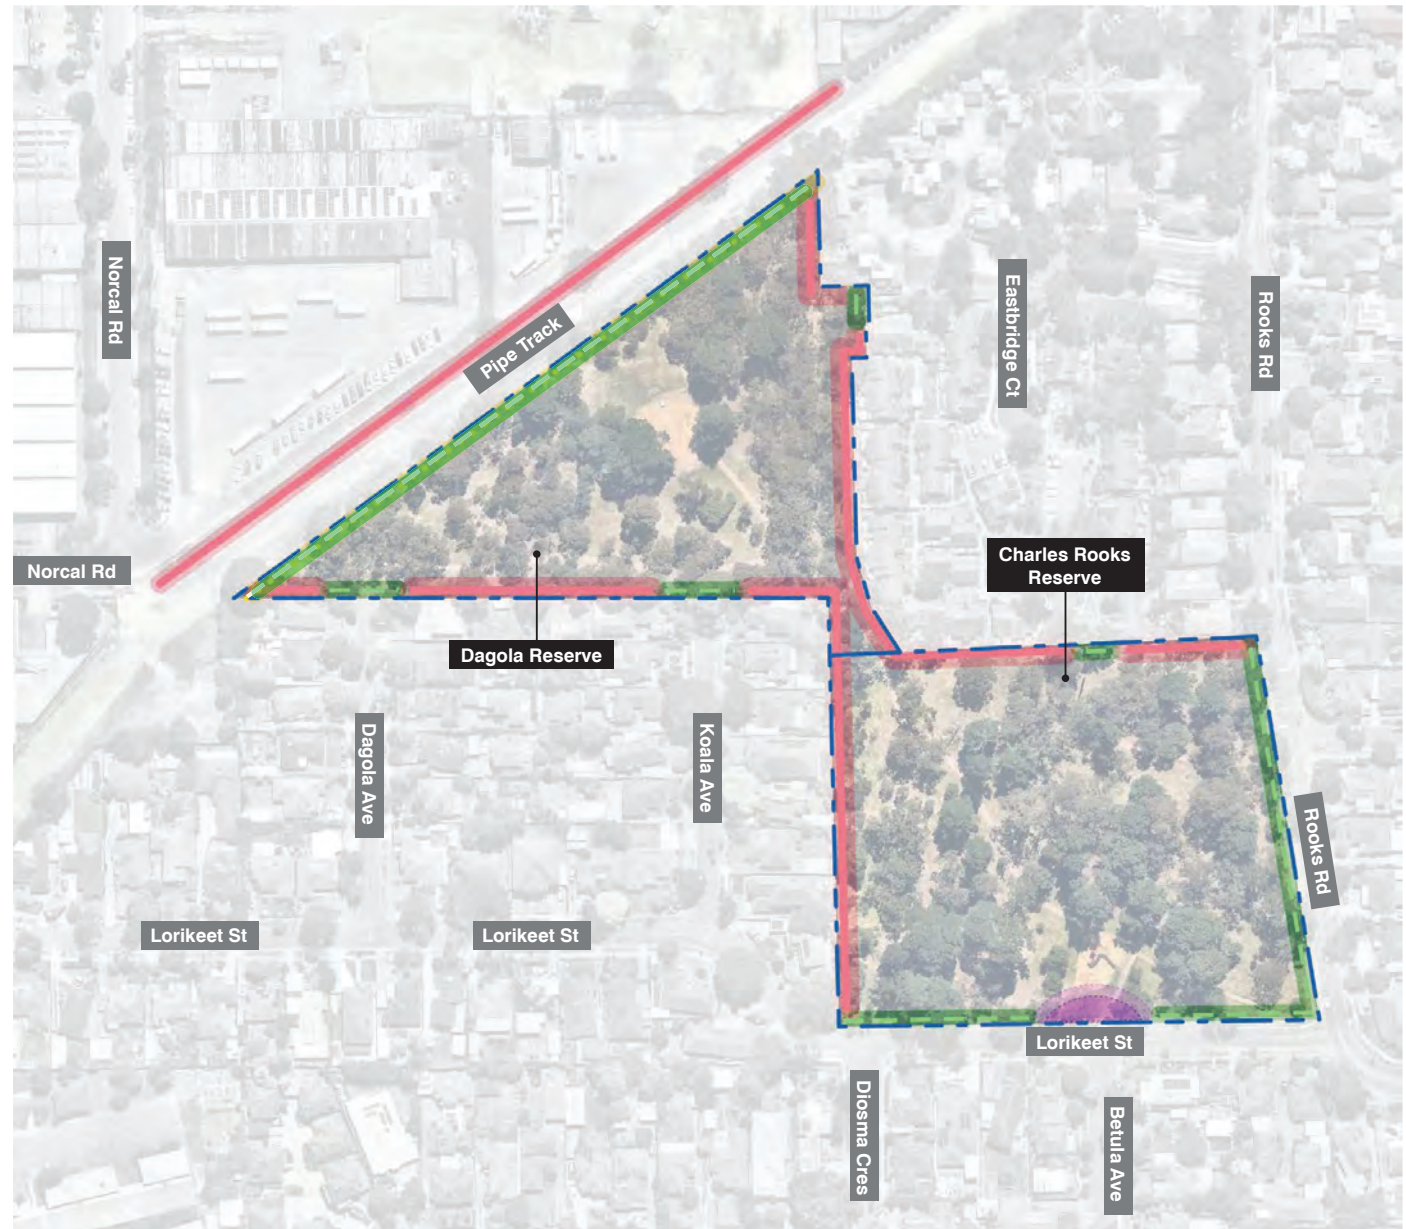 Norcal Rd
Eastbridge Ct
Rooks Rd
Pipe Track
Norcal Rd
Charles Rooks
Reserve
Dagola Reserve
Dagola Ave
Koala Ave
Rooks Rd
Lorikeet St
Lorikeet St
Lorikeet St
Diosma Cres
Betula Ave